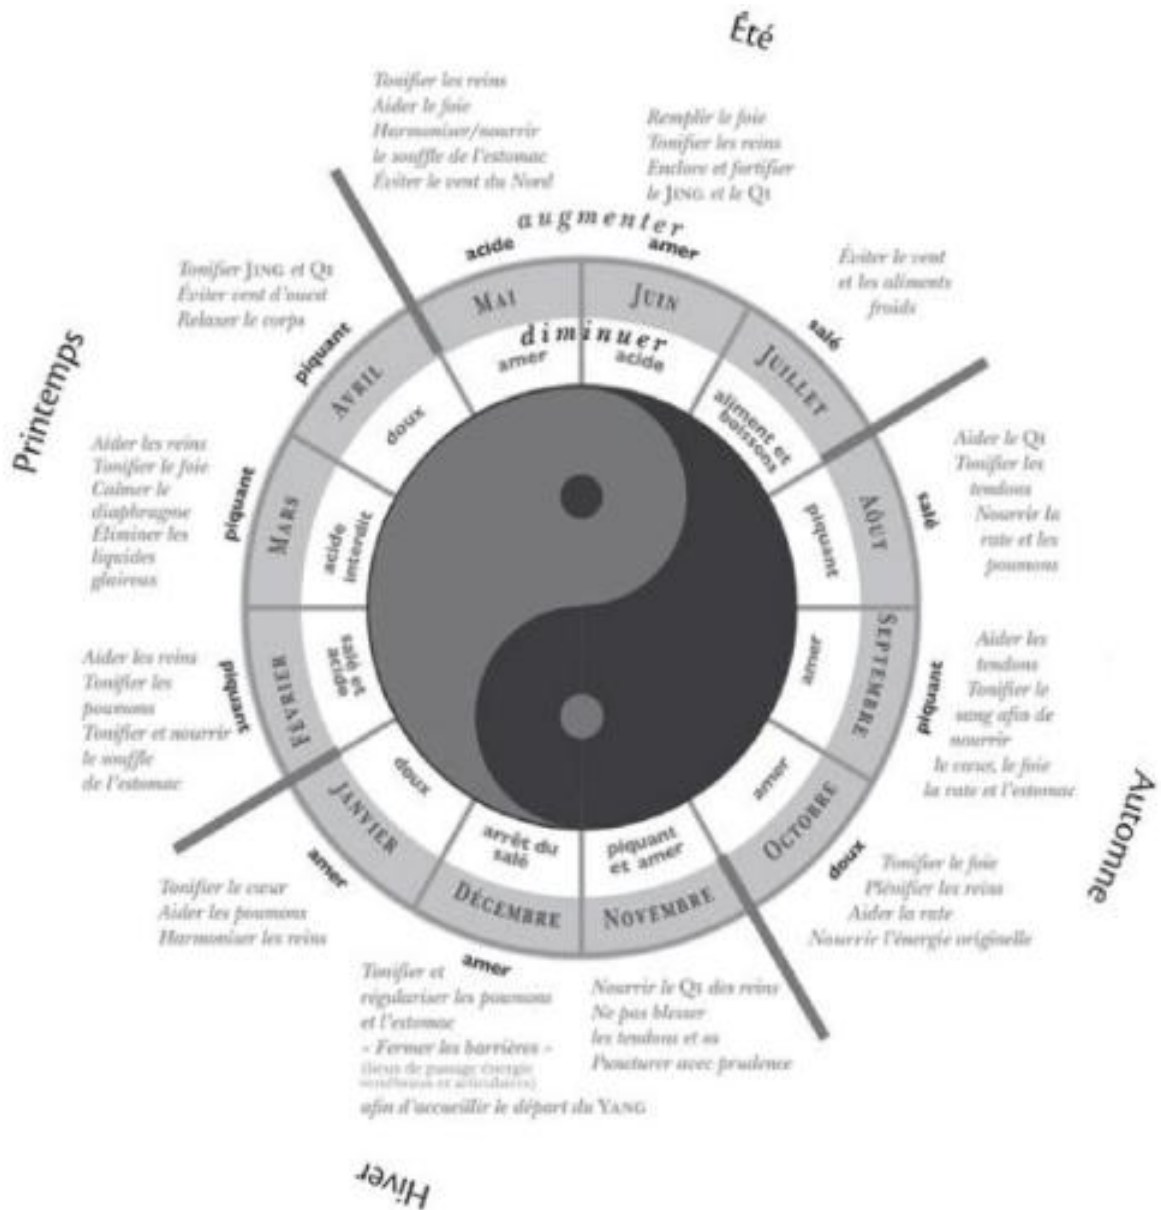 Été
Tonifier les reins
Aider le foie
Harmoniser/nourrir
le souffle de l'estomac
Éviter le vent du Nord
Remplir le foie
Tonifier les reins
Enclore et fortifier
le JING et le QI
augmenter
acide
amer
MAI
JUIN
diminuer
amer
acide
Éviter le vent
et les aliments
froids
salé
JUILLET
aliment et
boissons
Aider le QI
Tonifier les
tendons
Nourrir la
rate et les
poumons
salé
AÔUT
piquant
Aider les
tendons
Tonifier le
sang afin de
nourrir
le cœur, le foie
la rate et l'estomac
piquant
SEPTEMBRE
amer
Automne
Tonifier le foie
Plénifier les reins
Aider la rate
Nourrir l'énergie originelle
doux
OCTOBRE
amer
Nourrir le QI des reins
Ne pas blesser
les tendons et os
Puncturer avec prudence
NOVEMBRE
piquant
et amer
amer
Tonifier et
régulariser les poumons
et l'estomac
« Fermer les barrières »
(lieux de passage énergie
et articulaires)
afin d'accueillir le départ du YANG
DÉCEMBRE
arrêt du
salé
Hiver
Tonifier le cœur
Aider les poumons
Harmoniser les reins
amer
JANVIER
doux
Aider les reins
Tonifier les
poumons
Tonifier et nourrir
le souffle
de l'estomac
piquant
FÉVRIER
salé et
acide
Aider les reins
Tonifier le foie
Calmer le
diaphragme
Éliminer les
liquides
glaireux
piquant
MARS
acide
interdit
Printemps
Tonifier JING et QI
Éviter vent d'ouest
Relaxer le corps
piquant
AVRIL
doux